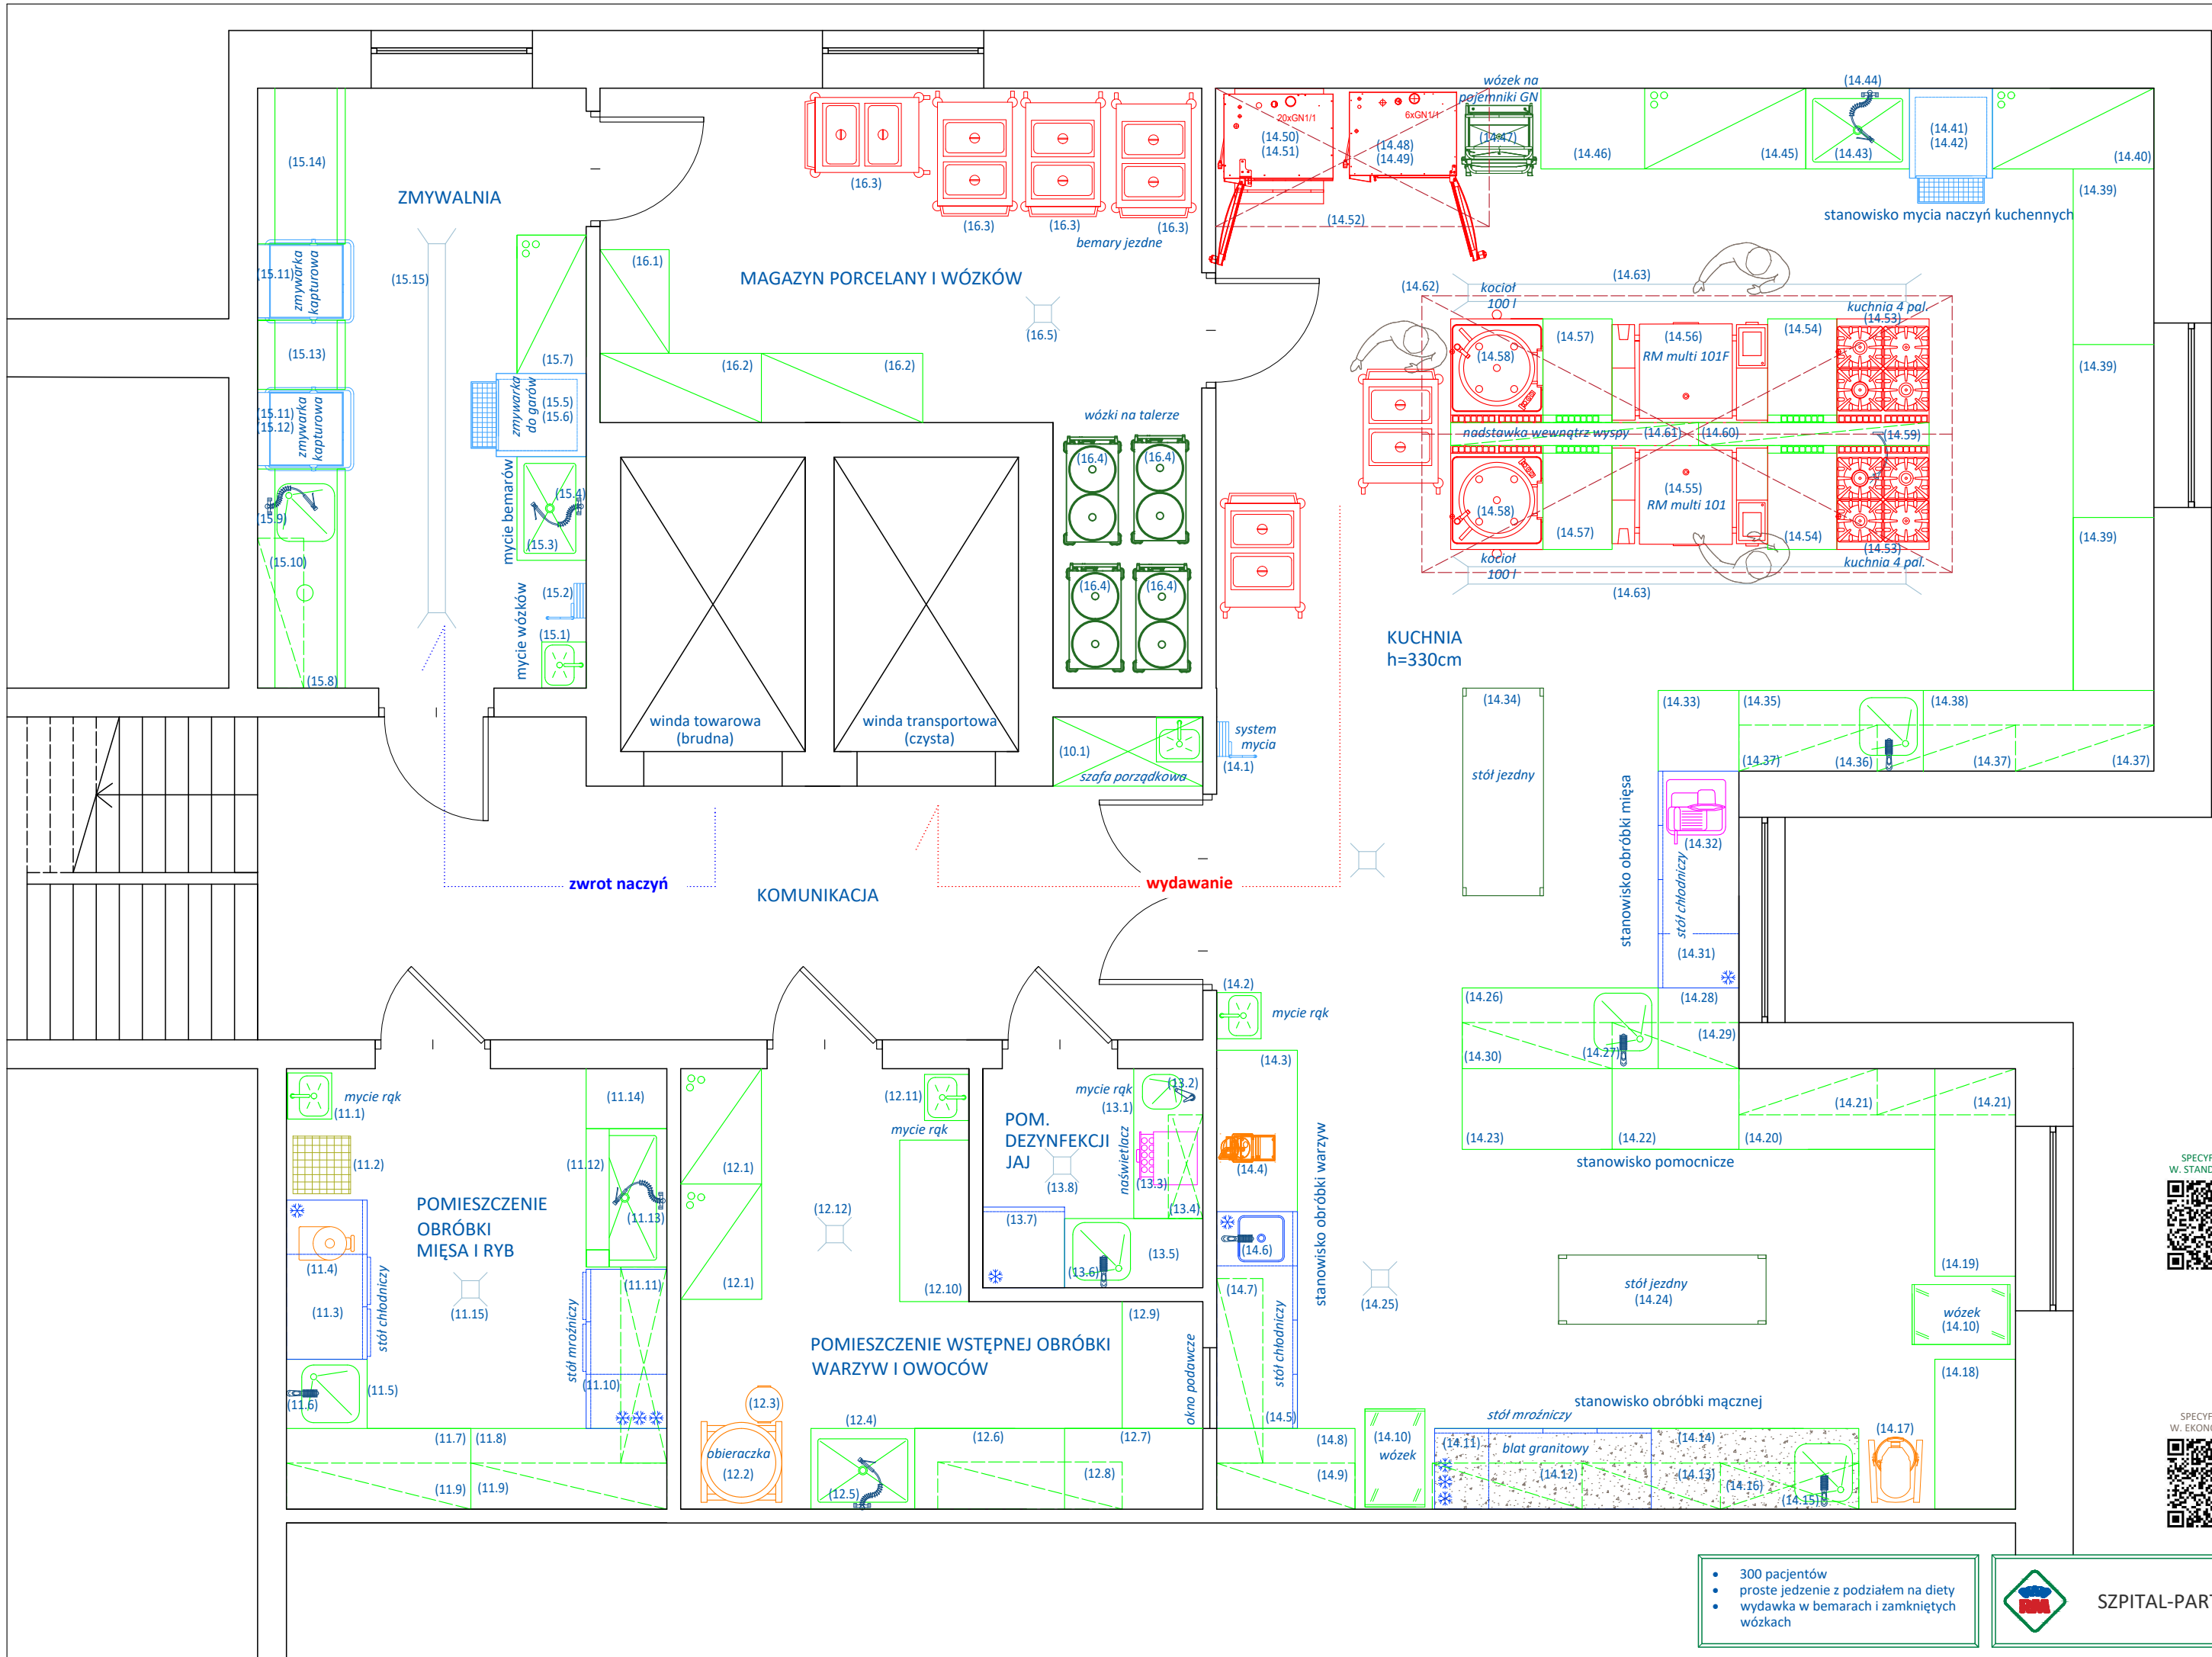 ZMYWALNIA
(15.14)
(15.11)
zmywarka
kapturowa
(15.15)
(15.13)
(15.11)
(15.12)
zmywarka
kapturowa
(15.7)
zmywarka
do garów
(15.5)
(15.6)
mycie bemarów
(15.4)
(15.3)
(15.9)
(15.10)
(15.8)
mycie wózków
(15.2)
(15.1)
MAGAZYN PORCELANY I WÓZKÓW
(16.3)
(16.3)
(16.3)
(16.3)
bemary jezdne
(16.1)
(16.2)
(16.2)
(16.5)
wózki na talerze
(16.4)
(16.4)
(16.4)
(16.4)
winda towarowa
(brudna)
winda transportowa
(czysta)
(10.1)
szafa porządkowa
system
mycia
(14.1)
wózek na
pojemniki GN
20xGN1/1
(14.50)
(14.51)
6xGN1/1
(14.48)
(14.49)
(14.47)
(14.52)
(14.46)
(14.45)
(14.44)
(14.43)
(14.41)
(14.42)
(14.40)
stanowisko mycia naczyń kuchennych
(14.39)
(14.39)
(14.39)
(14.63)
(14.62)
kocioł
100 l
kuchnia 4 pal.
(14.53)
(14.58)
(14.57)
(14.56)
RM multi 101F
(14.54)
nadstawka wewnątrz wyspy
(14.61)
(14.60)
(14.59)
(14.58)
(14.57)
(14.55)
RM multi 101
(14.54)
(14.53)
kuchnia 4 pal.
kocioł
100 l
(14.63)
KUCHNIA
h=330cm
(14.34)
stół jezdny
(14.33)
(14.35)
(14.38)
(14.37)
(14.36)
(14.37)
(14.37)
stanowisko obróbki mięsa
(14.32)
stół chłodniczy
(14.31)
zwrot naczyń
KOMUNIKACJA
wydawanie
(14.2)
mycie rąk
(14.26)
(14.28)
(14.29)
(14.30)
(14.27)
(14.3)
(14.4)
stanowisko obróbki warzyw
(14.21)
(14.21)
(14.23)
(14.22)
(14.20)
stanowisko pomocnicze
(14.6)
(14.7)
stół chłodniczy
(14.5)
(14.25)
stół jezdny
(14.24)
(14.19)
wózek
(14.10)
(14.18)
stanowisko obróbki mącznej
stół mroźniczy
(14.8)
(14.9)
(14.10)
wózek
(14.11)
blat granitowy
(14.12)
(14.14)
(14.13)
(14.16)
(14.15)
(14.17)
mycie rąk
(11.1)
(11.2)
POMIESZCZENIE
OBRÓBKI
MIĘSA I RYB
(11.14)
(11.12)
(11.13)
(11.4)
(11.3)
stół chłodniczy
(11.15)
stół mroźniczy
(11.11)
(11.10)
(11.5)
(11.6)
(11.7)
(11.8)
(11.9)
(11.9)
(12.11)
mycie rąk
(12.1)
(12.1)
(12.12)
(12.10)
POMIESZCZENIE WSTĘPNEJ OBRÓBKI
WARZYW I OWOCÓW
(12.9)
okno podawcze
(12.3)
obieraczka
(12.2)
(12.4)
(12.5)
(12.6)
(12.7)
(12.8)
POM.
DEZYNFEKCJI
JAJ
mycie rąk
(13.1)
(13.2)
naświetlacz
(13.3)
(13.4)
(13.8)
(13.7)
(13.5)
(13.6)
SPECYF
W. STAND
SPECYF
W. EKONO
• 300 pacjentów
• proste jedzenie z podziałem na diety
• wydawka w bemarach i zamkniętych
wózkach
RM
SZPITAL-PART